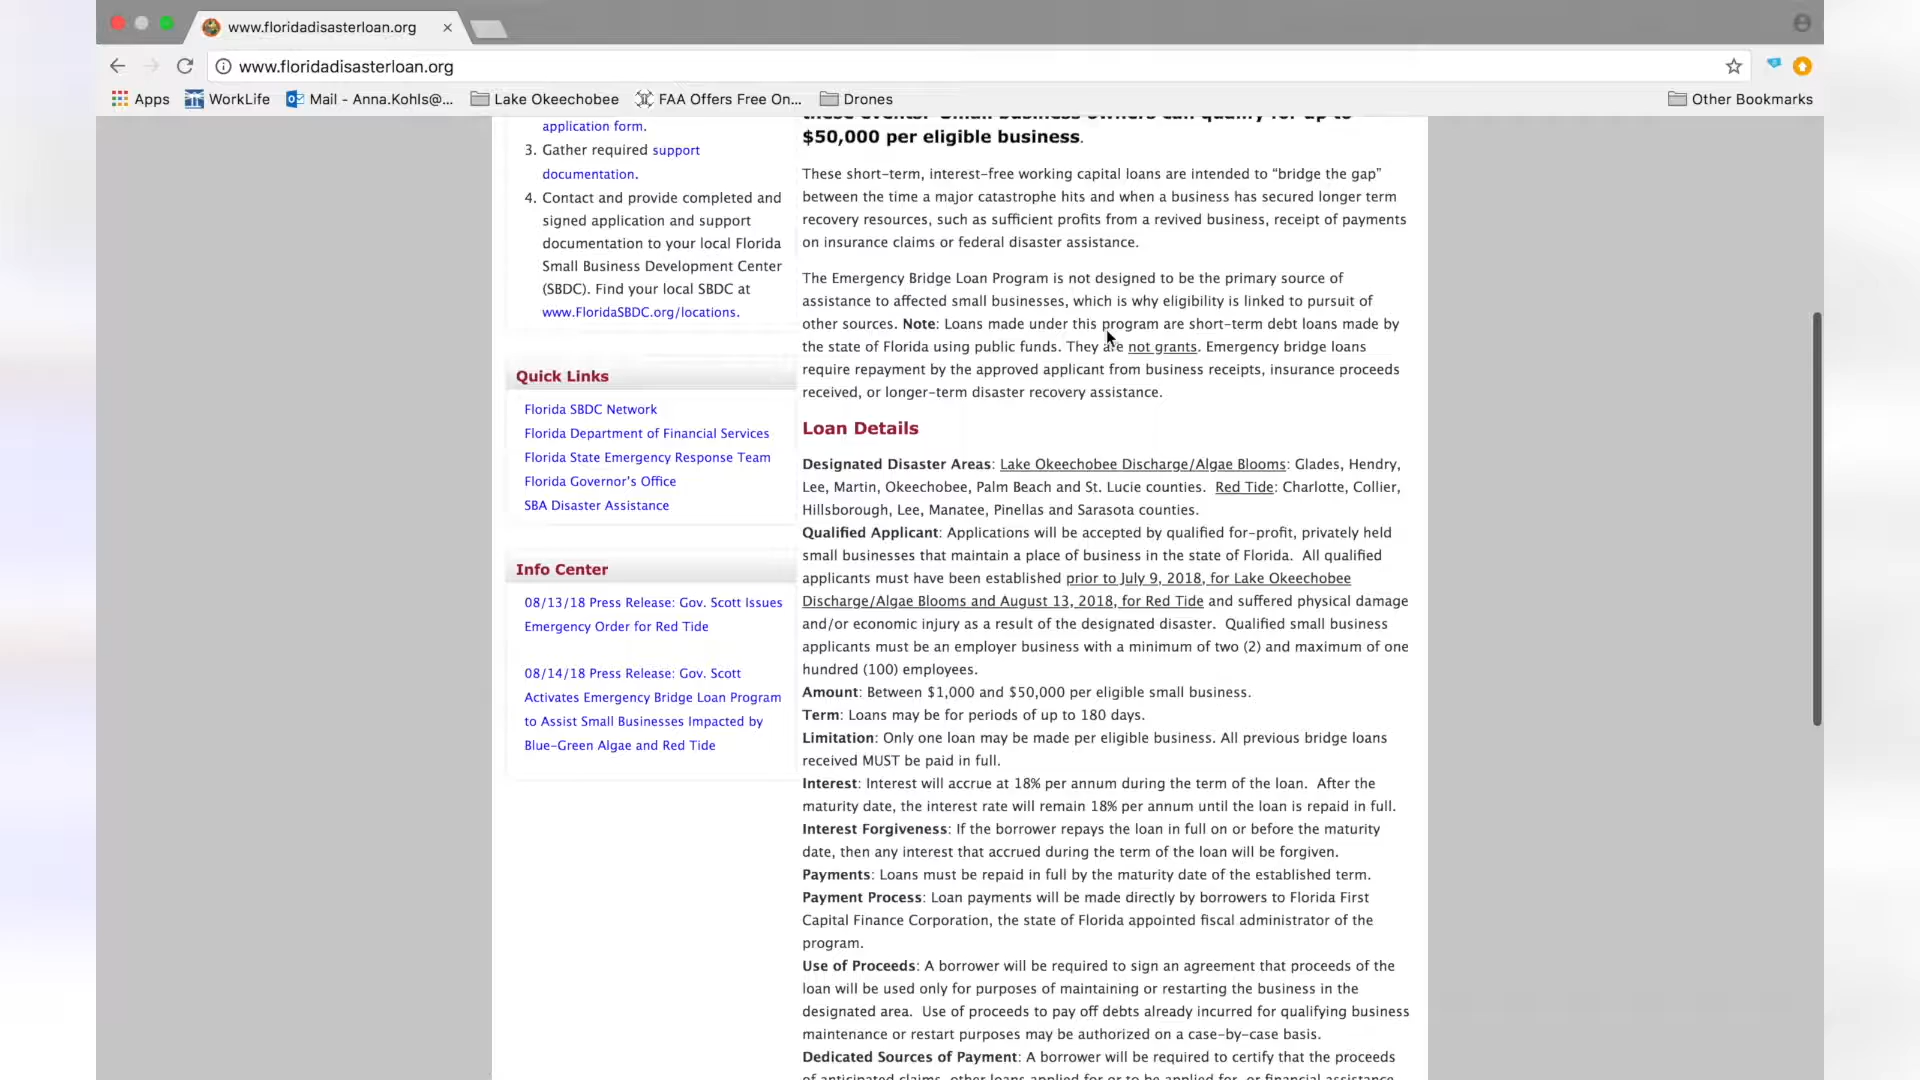 www.floridadisasterloan.org
www.floridadisasterloan.org
Apps WorkLife Mail - Anna.Kohls@... Lake Okeechobee FAA Offers Free On... Drones Other Bookmarks
application form.
3. Gather required support
documentation.
4. Contact and provide completed and
signed application and support
documentation to your local Florida
Small Business Development Center
(SBDC). Find your local SBDC at
www.FloridaSBDC.org/locations.
Quick Links
Florida SBDC Network
Florida Department of Financial Services
Florida State Emergency Response Team
Florida Governor's Office
SBA Disaster Assistance
Info Center
08/13/18 Press Release: Gov. Scott Issues
Emergency Order for Red Tide
08/14/18 Press Release: Gov. Scott
Activates Emergency Bridge Loan Program
to Assist Small Businesses Impacted by
Blue-Green Algae and Red Tide
these events. Small business owners can qualify for up to
$50,000 per eligible business.
These short-term, interest-free working capital loans are intended to “bridge the gap”
between the time a major catastrophe hits and when a business has secured longer term
recovery resources, such as sufficient profits from a revived business, receipt of payments
on insurance claims or federal disaster assistance.
The Emergency Bridge Loan Program is not designed to be the primary source of
assistance to affected small businesses, which is why eligibility is linked to pursuit of
other sources. Note: Loans made under this program are short-term debt loans made by
the state of Florida using public funds. They are not grants. Emergency bridge loans
require repayment by the approved applicant from business receipts, insurance proceeds
received, or longer-term disaster recovery assistance.
Loan Details
Designated Disaster Areas: Lake Okeechobee Discharge/Algae Blooms: Glades, Hendry,
Lee, Martin, Okeechobee, Palm Beach and St. Lucie counties. Red Tide: Charlotte, Collier,
Hillsborough, Lee, Manatee, Pinellas and Sarasota counties.
Qualified Applicant: Applications will be accepted by qualified for-profit, privately held
small businesses that maintain a place of business in the state of Florida. All qualified
applicants must have been established prior to July 9, 2018, for Lake Okeechobee
Discharge/Algae Blooms and August 13, 2018, for Red Tide and suffered physical damage
and/or economic injury as a result of the designated disaster. Qualified small business
applicants must be an employer business with a minimum of two (2) and maximum of one
hundred (100) employees.
Amount: Between $1,000 and $50,000 per eligible small business.
Term: Loans may be for periods of up to 180 days.
Limitation: Only one loan may be made per eligible business. All previous bridge loans
received MUST be paid in full.
Interest: Interest will accrue at 18% per annum during the term of the loan. After the
maturity date, the interest rate will remain 18% per annum until the loan is repaid in full.
Interest Forgiveness: If the borrower repays the loan in full on or before the maturity
date, then any interest that accrued during the term of the loan will be forgiven.
Payments: Loans must be repaid in full by the maturity date of the established term.
Payment Process: Loan payments will be made directly by borrowers to Florida First
Capital Finance Corporation, the state of Florida appointed fiscal administrator of the
program.
Use of Proceeds: A borrower will be required to sign an agreement that proceeds of the
loan will be used only for purposes of maintaining or restarting the business in the
designated area. Use of proceeds to pay off debts already incurred for qualifying business
maintenance or restart purposes may be authorized on a case-by-case basis.
Dedicated Sources of Payment: A borrower will be required to certify that the proceeds
of anticipated claims, other loans applied for or to be applied for, or financial assistance